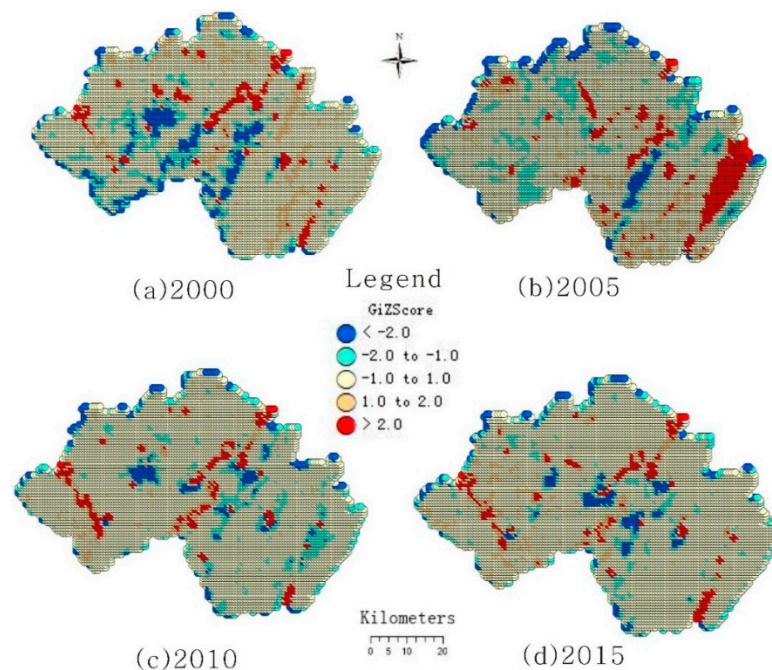 (a)2000
(b)2005
Legend
GiZScore
< -2.0
-2.0 to -1.0
-1.0 to 1.0
1.0 to 2.0
> 2.0
Kilometers
0 5 10 20
(c)2010
(d)2015